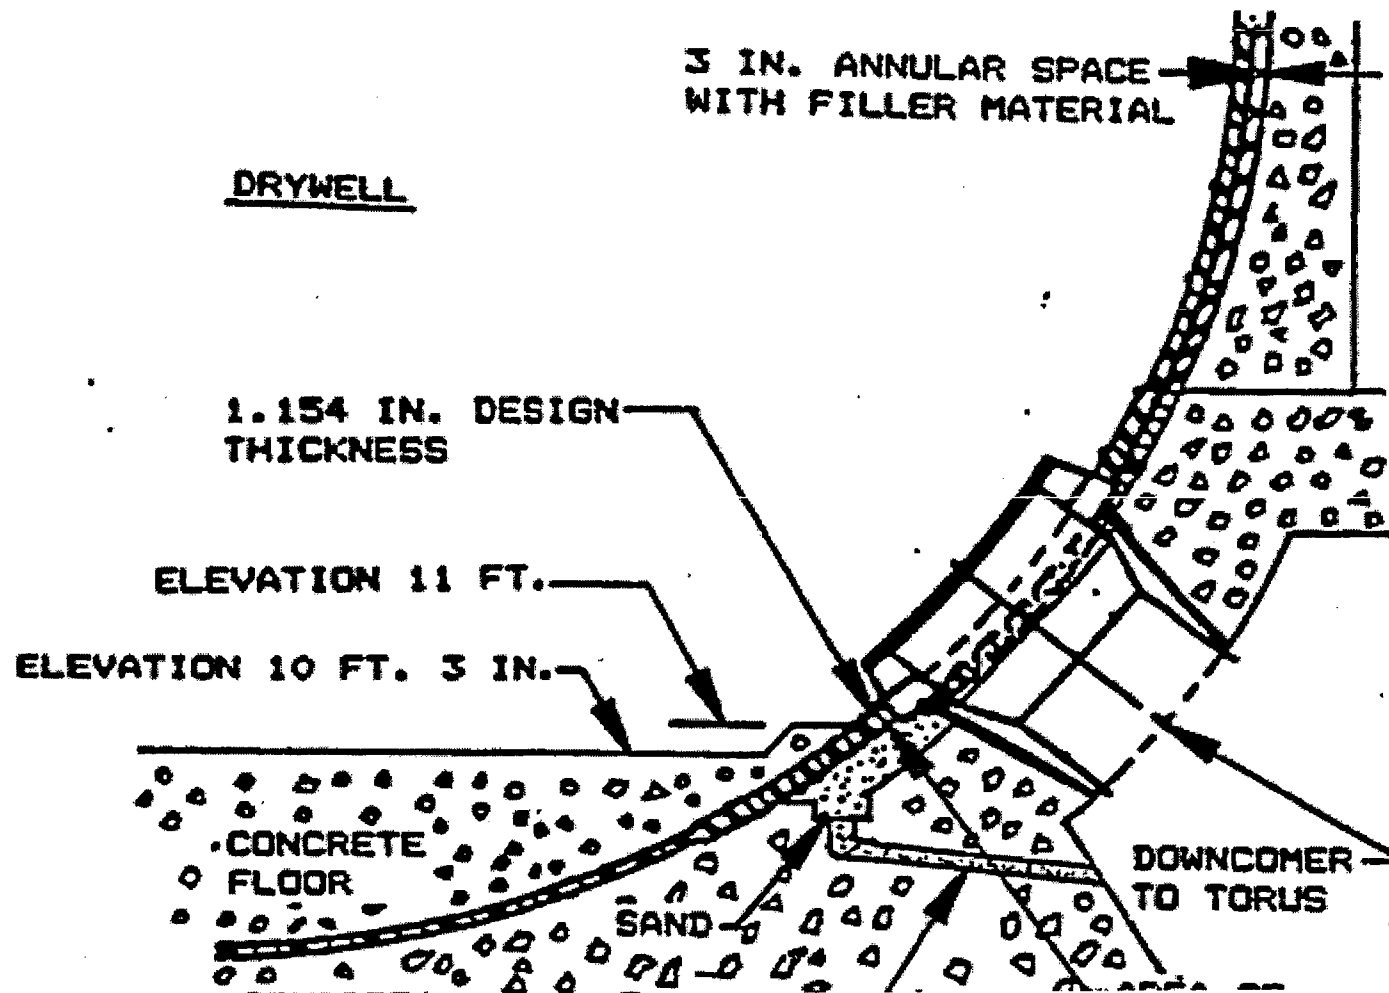 3 IN. ANNULAR SPACE
WITH FILLER MATERIAL
DRYWELL
1.154 IN. DESIGN
THICKNESS
ELEVATION 11 FT.
ELEVATION 10 FT. 3 IN.
CONCRETE
FLOOR
DOWNCOMER
TO TORUS
SAND